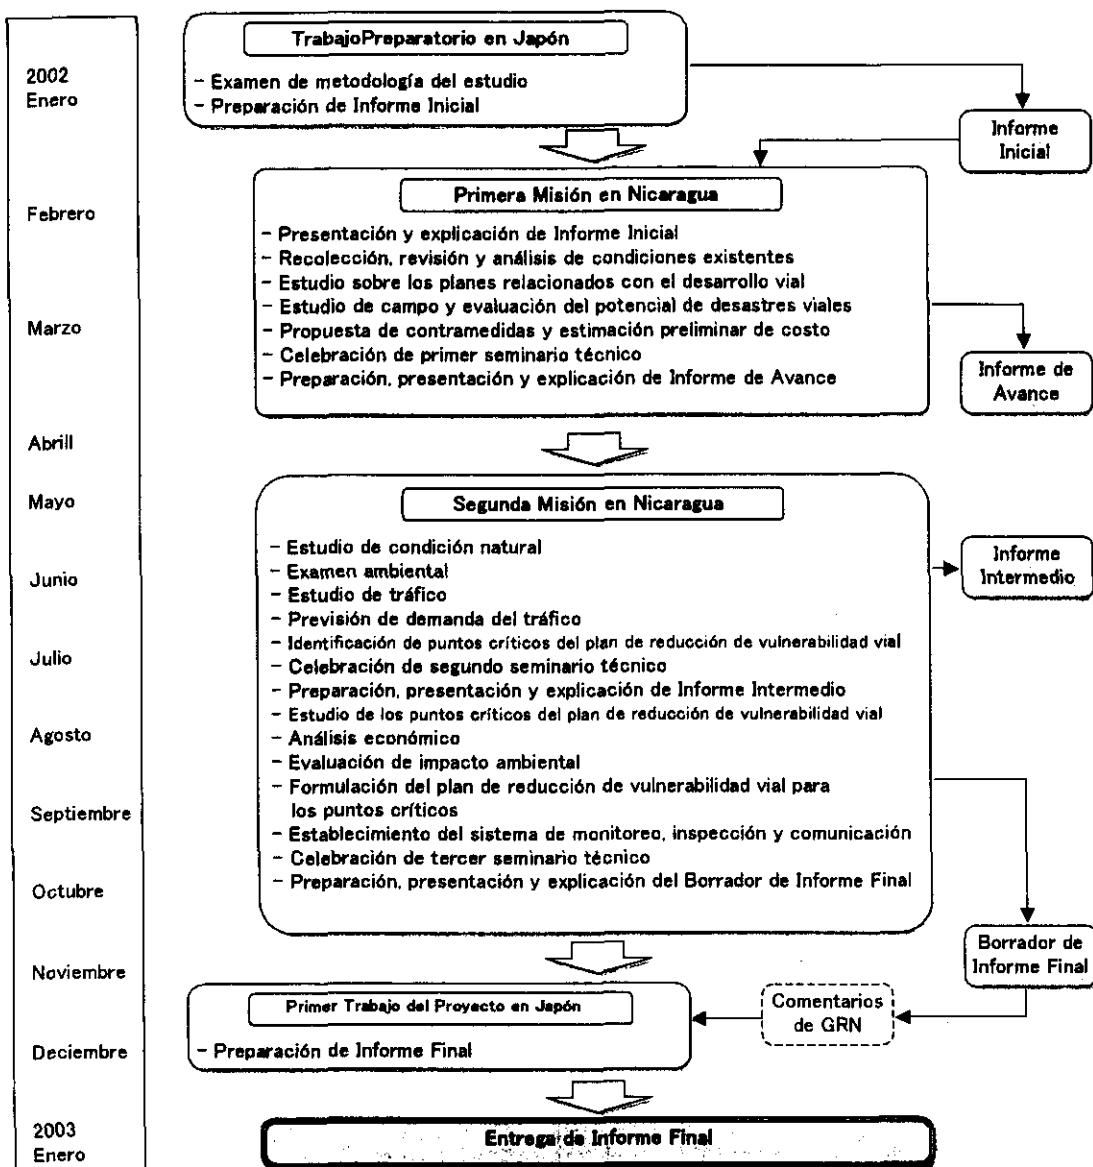 2002
Enero
Febrero
Marzo
Abrill
Mayo
Junio
Julio
Agosto
Septiembre
Octubre
Noviembre
Deciembre
2003
Enero
TrabajoPreparatorio en Japón
- Examen de metodología del estudio
- Preparación de Informe Inicial
Informe
Inicial
Primera Misión en Nicaragua
- Presentación y explicación de Informe Inicial
- Recolección, revisión y análisis de condiciones existentes
- Estudio sobre los planes relacionados con el desarrollo vial
- Estudio de campo y evaluación del potencial de desastres viales
- Propuesta de contramedidas y estimación preliminar de costo
- Celebración de primer seminario técnico
- Preparación, presentación y explicación de Informe de Avance
Informe de
Avance
Segunda Misión en Nicaragua
- Estudio de condición natural
- Examen ambiental
- Estudio de tráfico
- Previsión de demanda del tráfico
- Identificación de puntos críticos del plan de reducción de vulnerabilidad vial
- Celebración de segundo seminario técnico
- Preparación, presentación y explicación de Informe Intermedio
- Estudio de los puntos críticos del plan de reducción de vulnerabilidad vial
- Análisis económico
- Evaluación de impacto ambiental
- Formulación del plan de reducción de vulnerabilidad vial para
los puntos críticos
- Establecimiento del sistema de monitoreo, inspección y comunicación
- Celebración de tercer seminario técnico
- Preparación, presentación y explicación del Borrador de Informe Final
Informe
Intermedio
Borrador de
Informe Final
Comentarios
de GRN
Primer Trabajo del Proyecto en Japón
- Preparación de Informe Final
Entrega de Informe Final